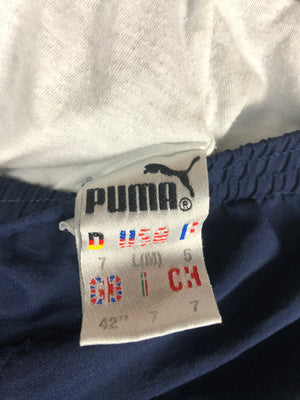 PUMA®
D USA F
7 L(M) 5
GB I CH
42" 7 7